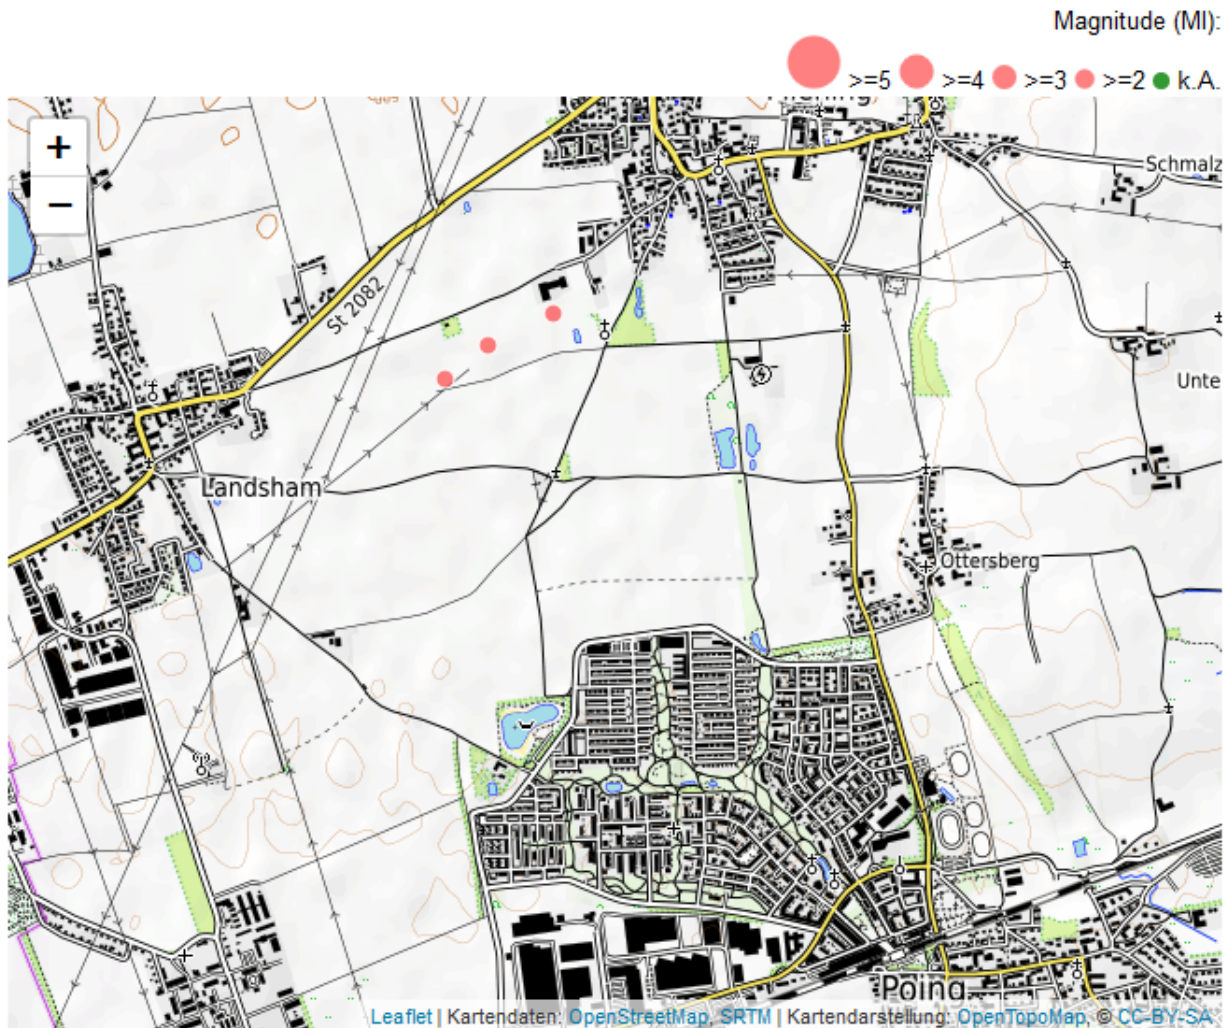 Magnitude (Ml):
>=5 >=4 >=3 >=2 k.A.
+
Schmalz
−
St 2082
Unte
Landsham
Ottersberg
Poing
Leaflet | Kartendaten: OpenStreetMap, SRTM | Kartendarstellung: OpenTopoMap, © CC-BY-SA